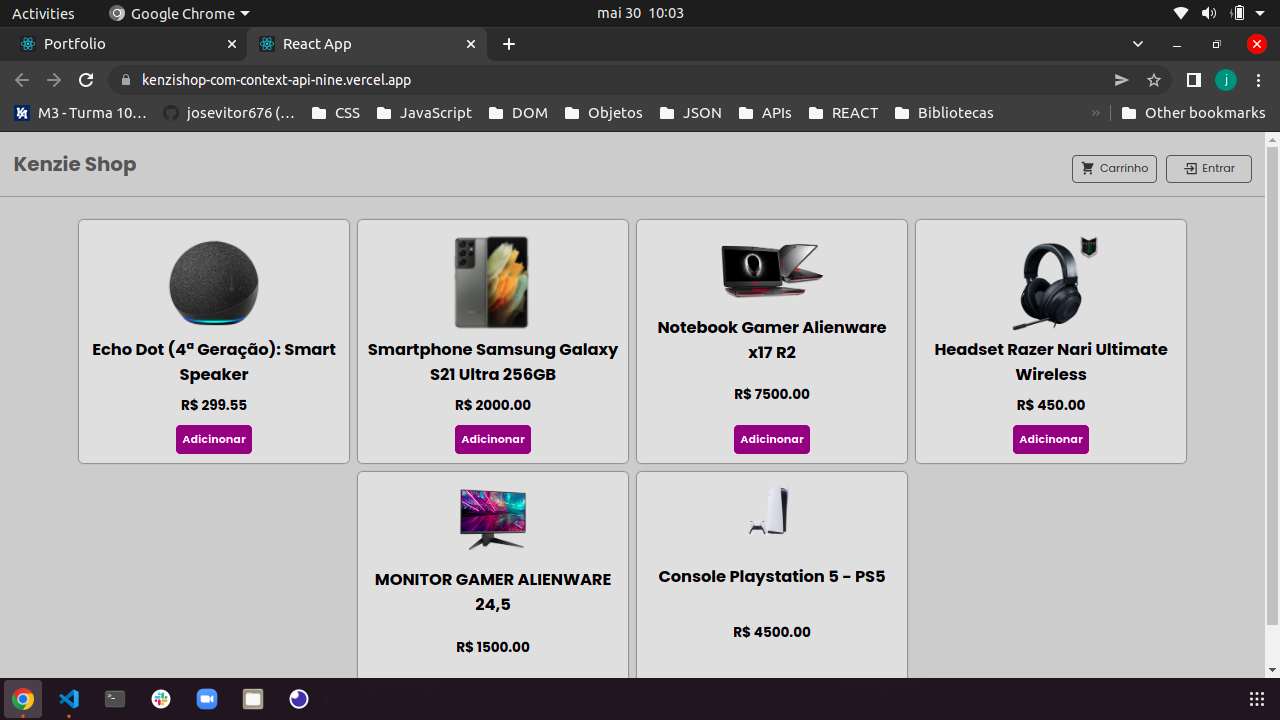 Activities
Google Chrome
mai 30 10:03
Portfolio
React App
kenzishop-com-context-api-nine.vercel.app
j
M3 - Turma 10…
josevitor676 (…
CSS
JavaScript
DOM
Objetos
JSON
APIs
REACT
Bibliotecas
»
Other bookmarks
Kenzie Shop
Carrinho
Entrar
Echo Dot (4ª Geração): Smart
Speaker
R$ 299.55
Adicinonar
Smartphone Samsung Galaxy
S21 Ultra 256GB
R$ 2000.00
Adicinonar
Notebook Gamer Alienware
x17 R2
R$ 7500.00
Adicinonar
Headset Razer Nari Ultimate
Wireless
R$ 450.00
Adicinonar
MONITOR GAMER ALIENWARE
24,5
R$ 1500.00
Console Playstation 5 - PS5
R$ 4500.00